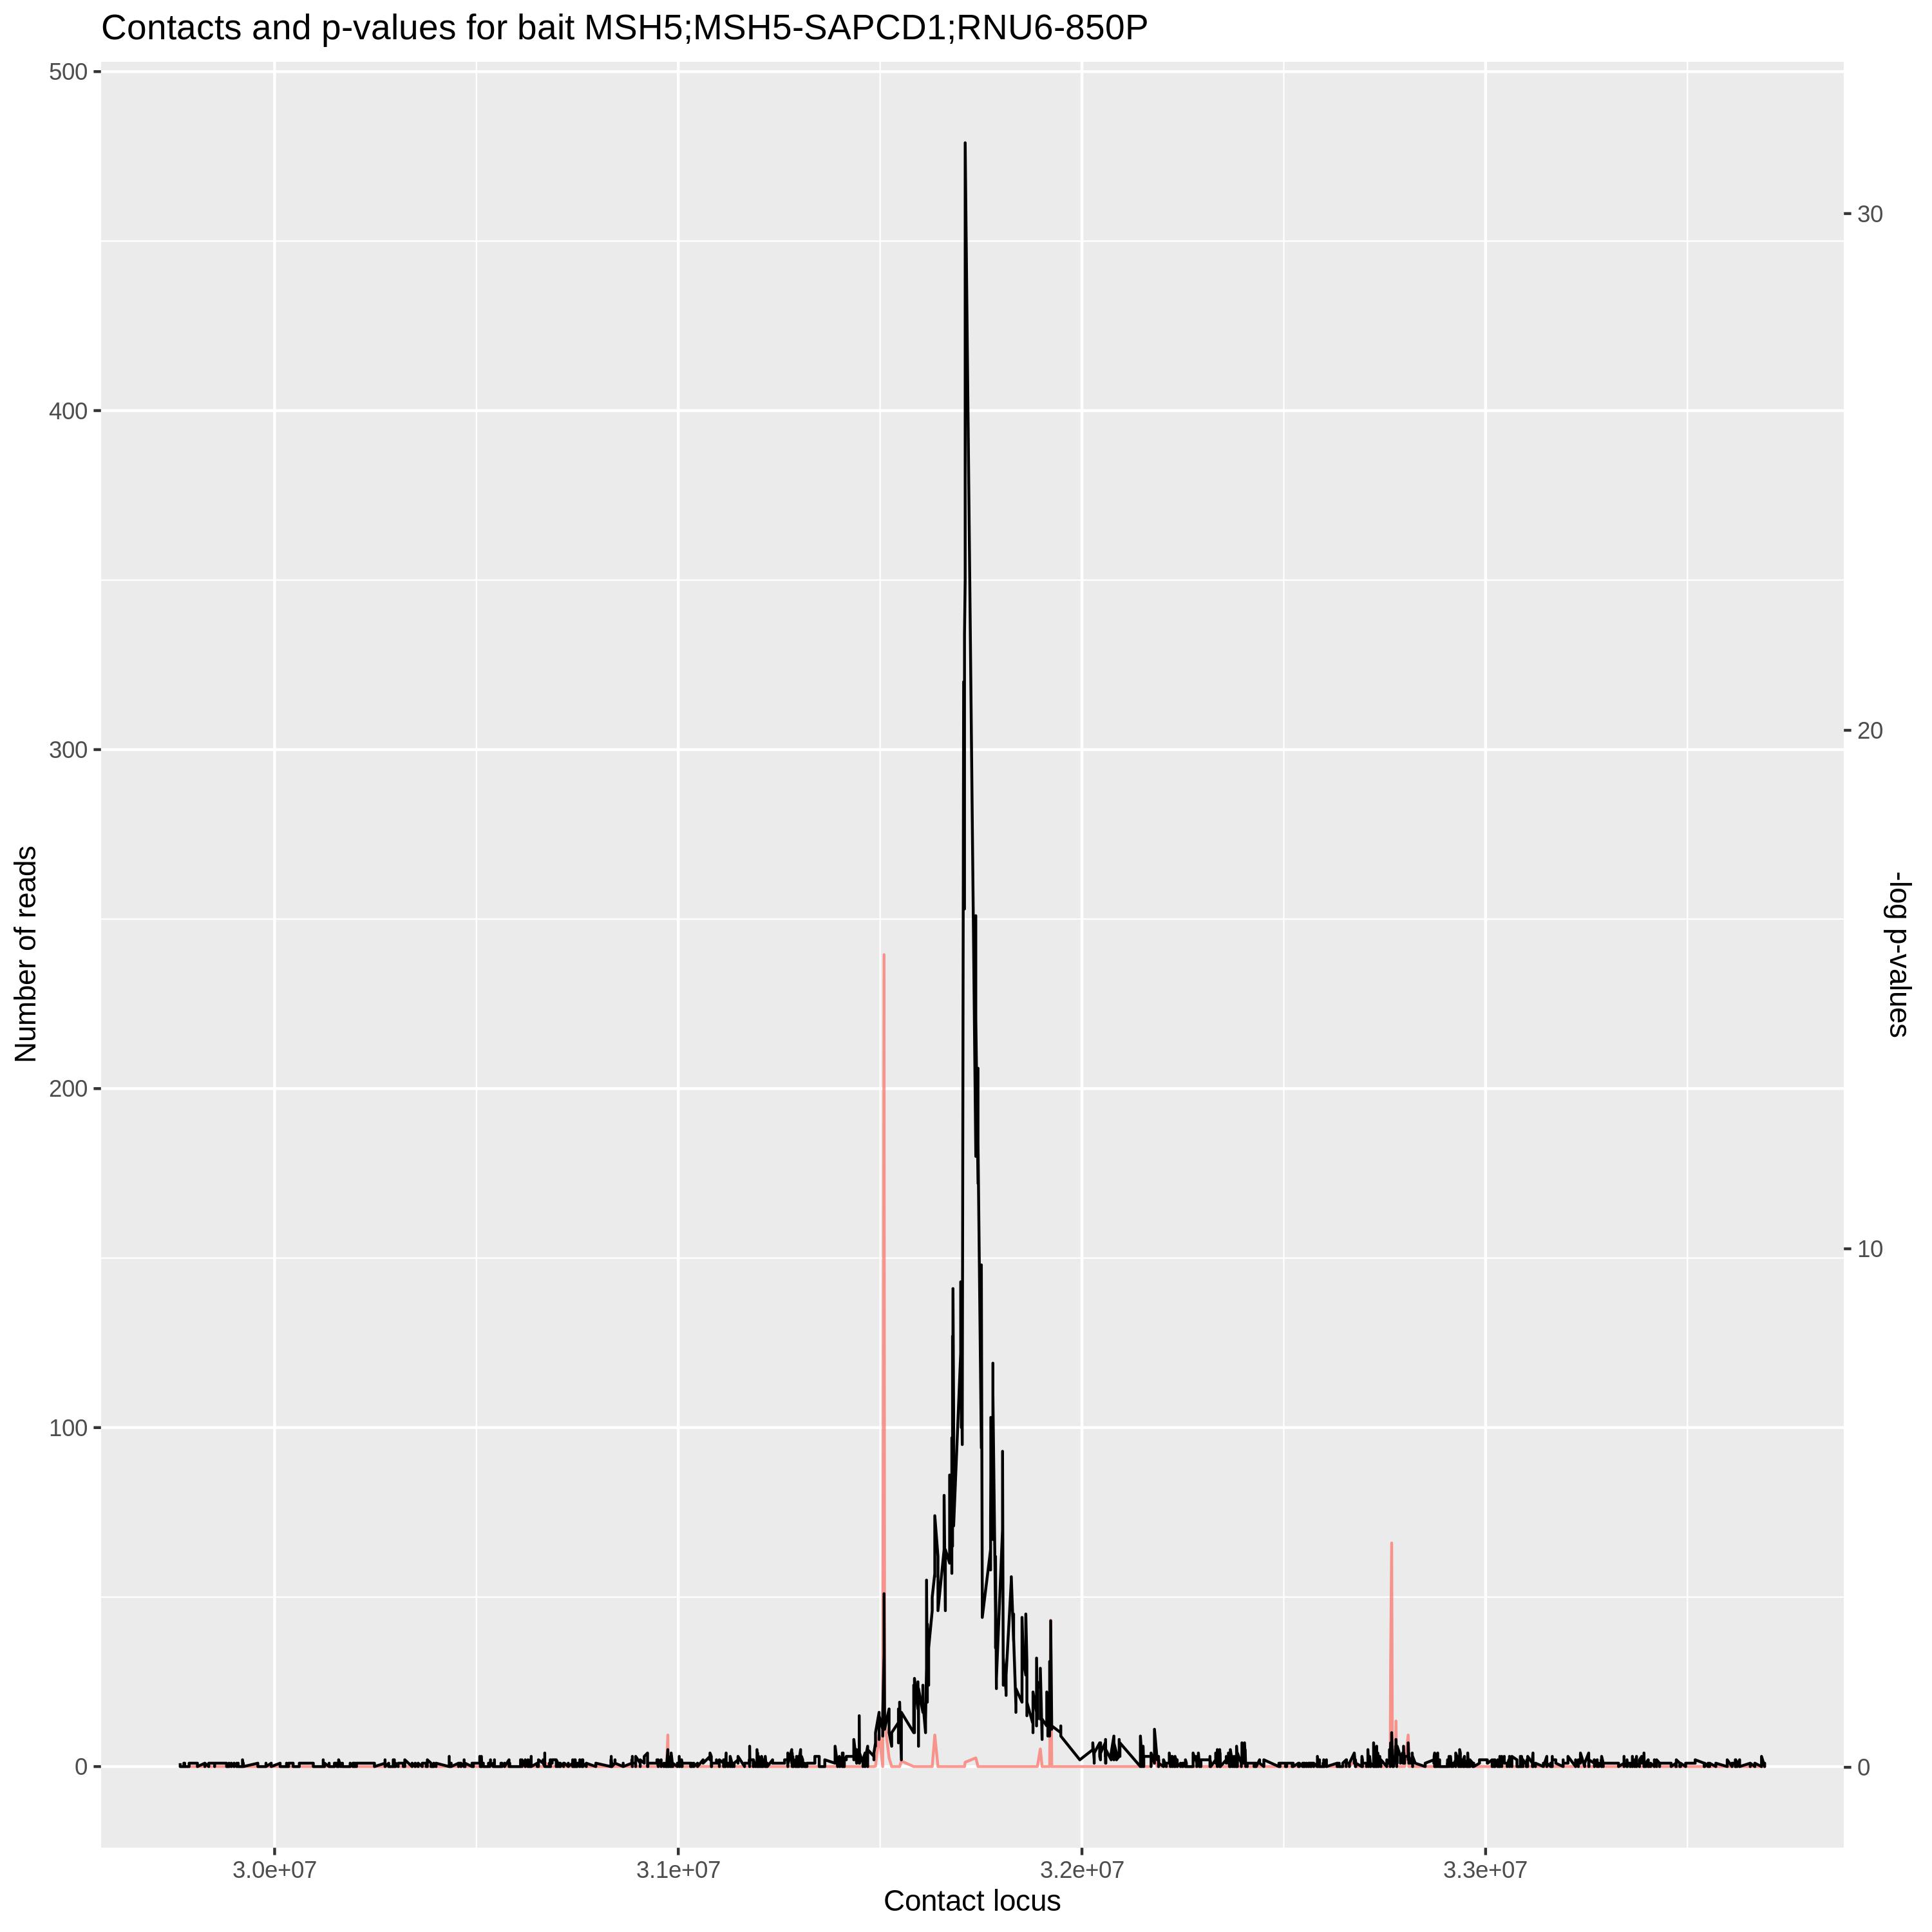 Contacts and p-values for bait MSH5;MSH5-SAPCD1;RNU6-850P
500
400
300
200
100
0
Number of reads
30
20
10
0
-log p-values
3.0e+07
3.1e+07
3.2e+07
3.3e+07
Contact locus